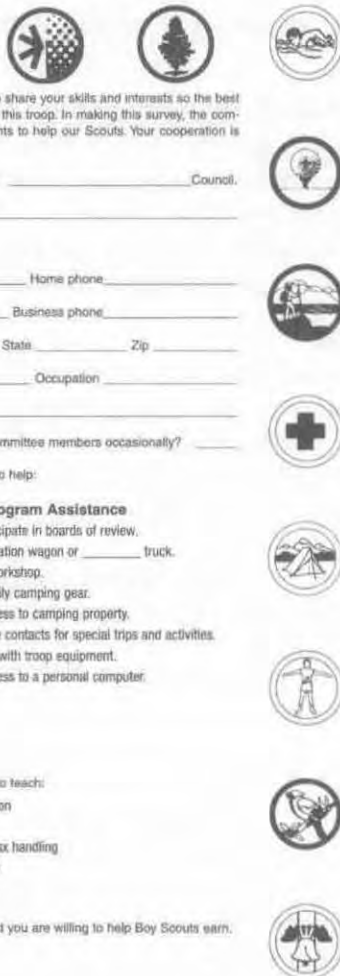 share your skills and interests so the best
this troop. In making this survey, the com-
nts to help our Scouts. Your cooperation is
Council.
Home phone
Business phone
State Zip
Occupation
mmittee members occasionally?
o help:
ogram Assistance
cipate in boards of review.
ation wagon or truck.
orkshop.
ily camping gear.
ess to camping property.
e contacts for special trips and activities.
with troop equipment.
ess to a personal computer.
o teach:
on
ax handling
d you are willing to help Boy Scouts earn.